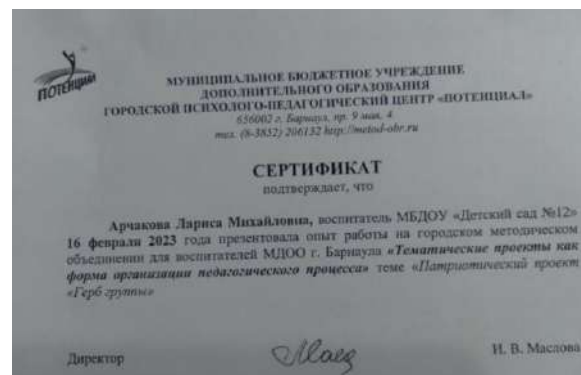 ПОТЕНЦИАЛ
МУНИЦИПАЛЬНОЕ БЮДЖЕТНОЕ УЧРЕЖДЕНИЕ
ДОПОЛНИТЕЛЬНОГО ОБРАЗОВАНИЯ
ГОРОДСКОЙ ПСИХОЛОГО-ПЕДАГОГИЧЕСКИЙ ЦЕНТР «ПОТЕНЦИАЛ»
656002 г. Барнаул, пр. 9 мая, 4
тел. (8-3852) 206132 http://metod-obr.ru
СЕРТИФИКАТ
подтверждает, что
Арчакова Лариса Михайловна, воспитатель МБДОУ «Детский сад №12»
16 февраля 2023 года презентовала опыт работы на городском методическом
объединении для воспитателей МДОО г. Барнаула «Тематические проекты как
форма организации педагогического процесса» теме «Патриотический проект
«Герб группы»
Директор И. В. Маслова